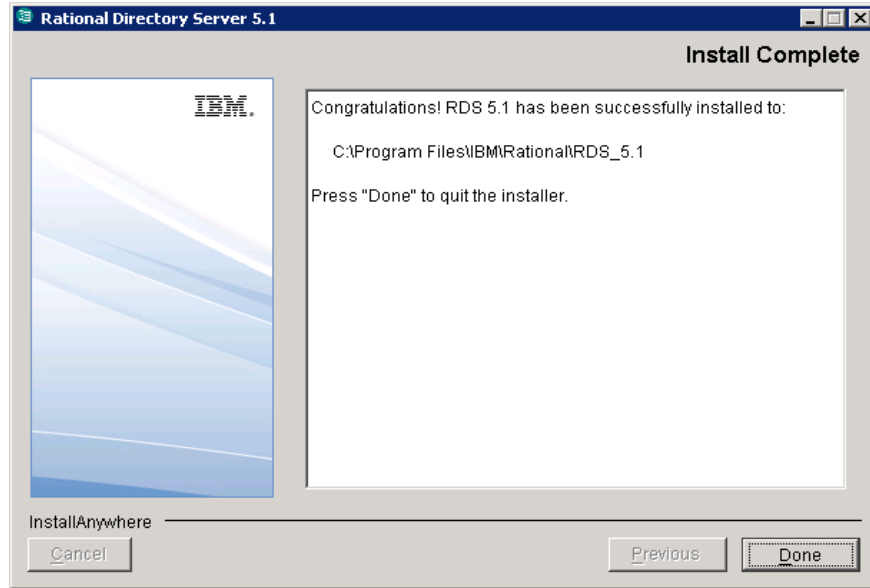 Rational Directory Server 5.1
Install Complete
IBM.
Congratulations! RDS 5.1 has been successfully installed to:
C:\Program Files\IBM\Rational\RDS_5.1
Press "Done" to quit the installer.
InstallAnywhere
Cancel
Previous
Done